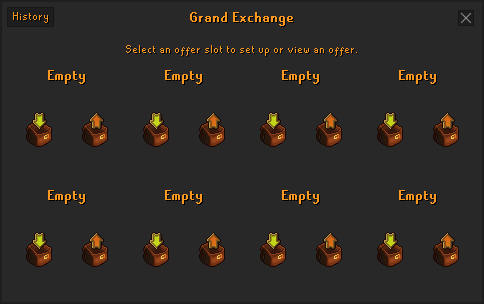 History
Grand Exchange
Select an offer slot to set up or view an offer.
Empty Empty Empty Empty
Empty Empty Empty Empty